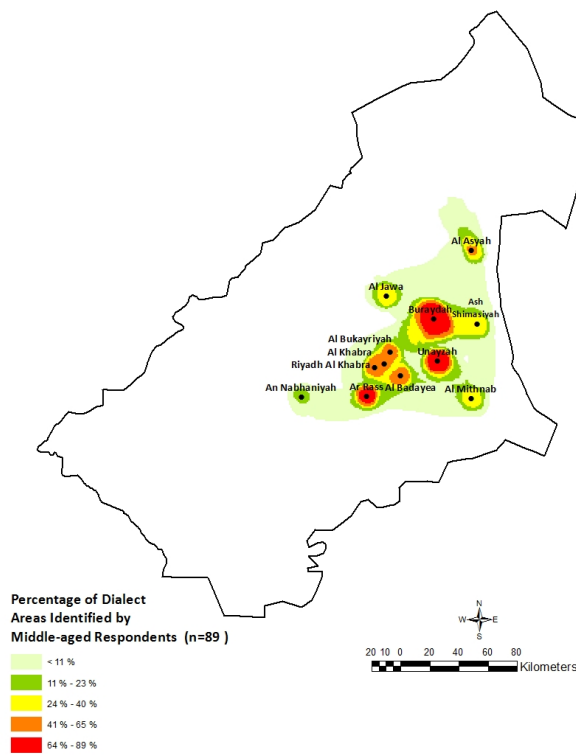 Al Asyah
Al Jawa
Ash
Shimasiyah
Buraydah
Al Bukayriyah
Al Khabra
Unayzah
Riyadh Al Khabra
An Nabhaniyah
Ar Rass
Al Badayea
Al Mithnab
Percentage of Dialect
Areas Identified by
Middle-aged Respondents (n=89 )
< 11 %
11 % - 23 %
24 % - 40 %
41 % - 65 %
64 % - 89 %
N
W E
S
20 10 0 20 40 60 80
Kilometers